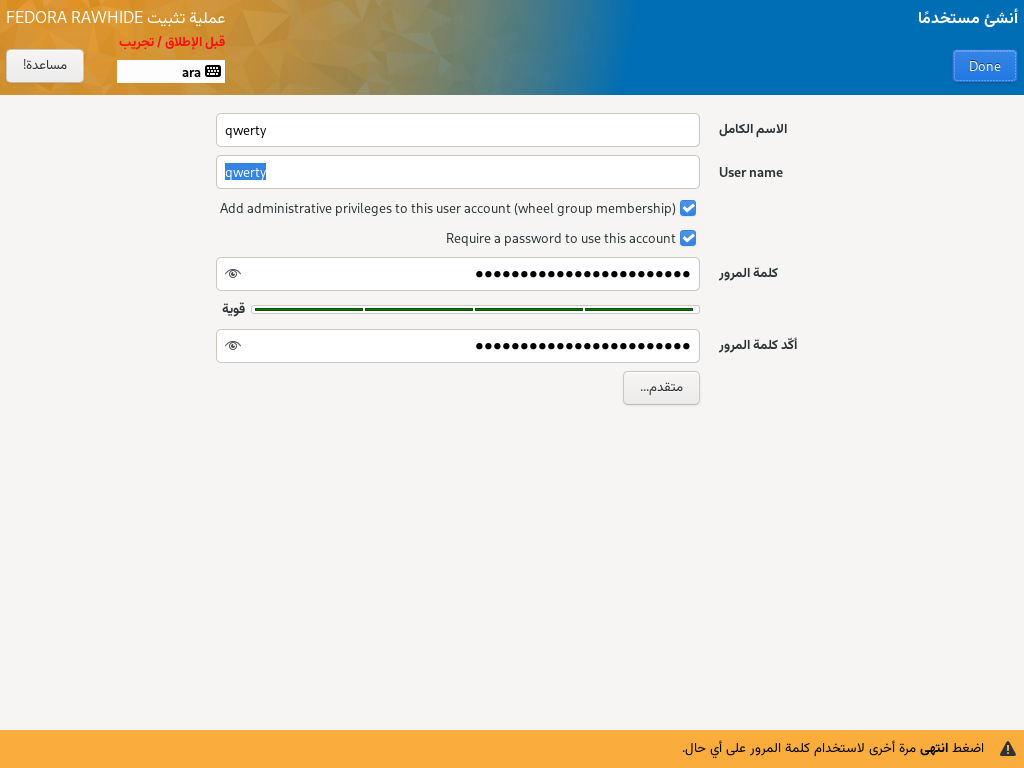 أنشئ مستخدمًا
عملية تثبيت FEDORA RAWHIDE
قبل الإطلاق / تجريب
Done
ara
مساعدة!
الاسم الكامل
qwerty
User name
qwerty
Add administrative privileges to this user account (wheel group membership)
Require a password to use this account
كلمة المرور
●●●●●●●●●●●●●●●●●●●●●●●●
قوية
أكّد كلمة المرور
●●●●●●●●●●●●●●●●●●●●●●●●
متقدم...
اضغط انتهى مرة أخرى لاستخدام كلمة المرور على أي حال.